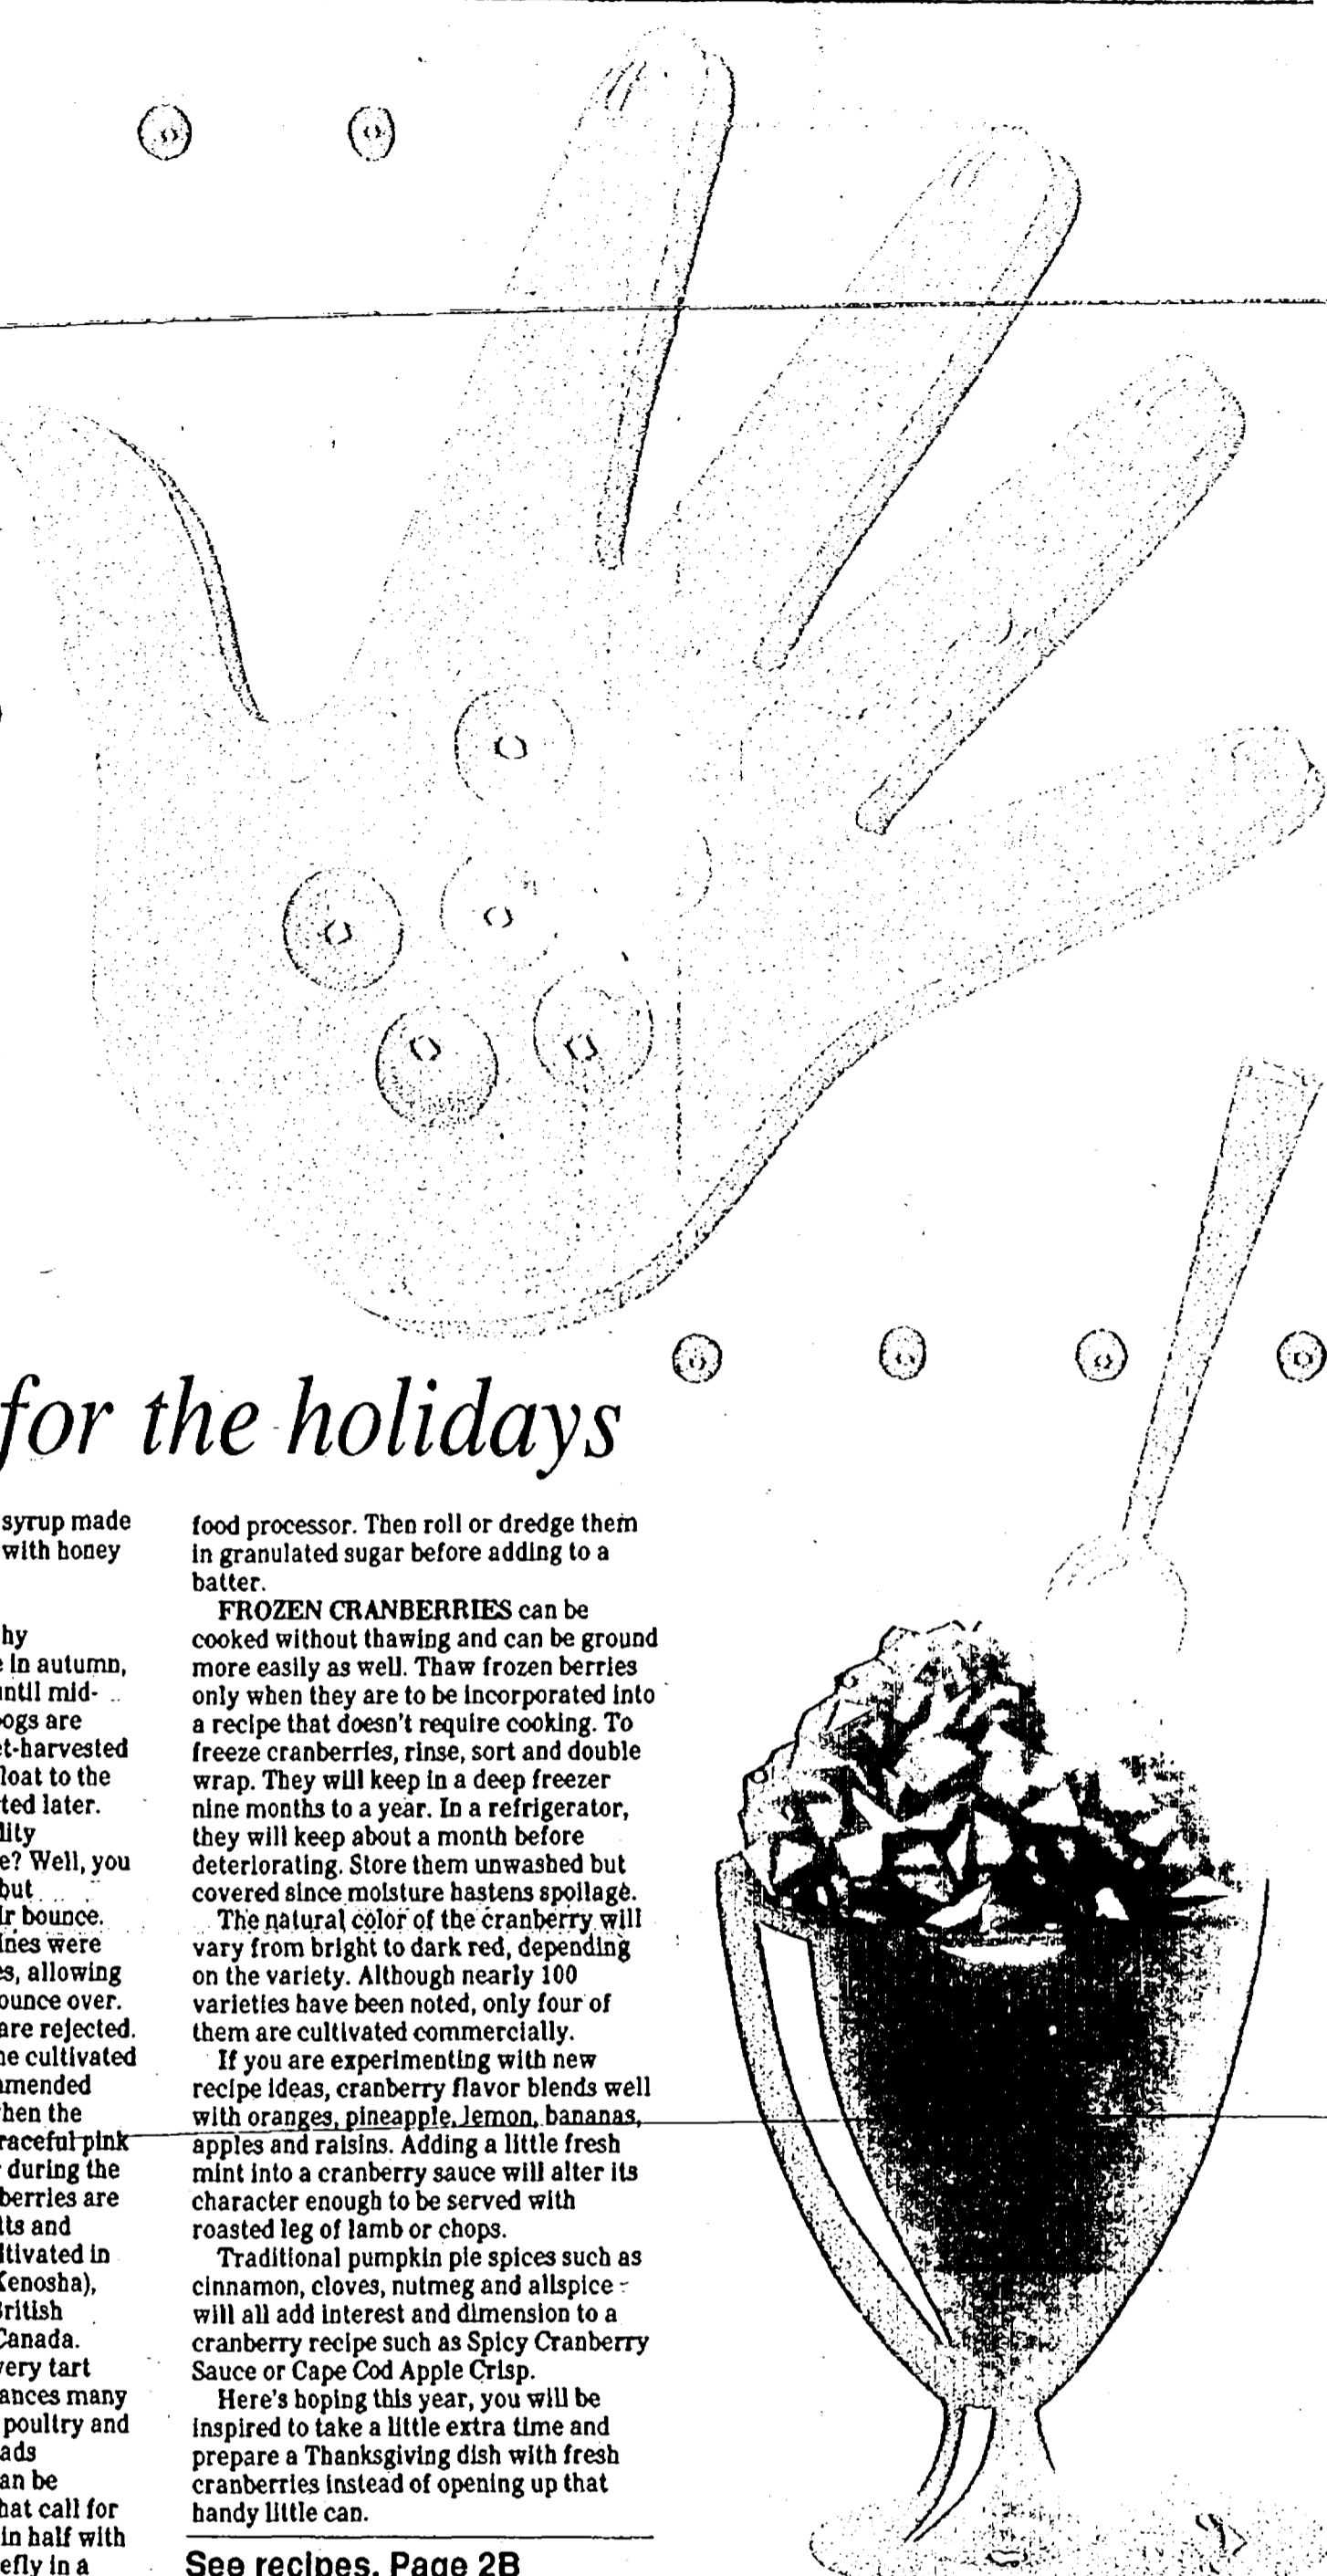 for the holidays
syrup made
with honey
hy
in autumn,
until mid-
ogs are
et-harvested
loat to the
ted later.
lity
e? Well, you
but
ir bounce.
ines were
es, allowing
ounce over.
are rejected.
he cultivated
mmended
hen the
raceful pink
during the
berries are
lts and
ltivated in
Kenosha),
British
Canada.
very tart
ances many
poultry and
ads
an be
hat call for
in half with
efly in a
food processor. Then roll or dredge them
in granulated sugar before adding to a
batter.
FROZEN CRANBERRIES can be
cooked without thawing and can be ground
more easily as well. Thaw frozen berries
only when they are to be incorporated into
a recipe that doesn't require cooking. To
freeze cranberries, rinse, sort and double
wrap. They will keep in a deep freezer
nine months to a year. In a refrigerator,
they will keep about a month before
deteriorating. Store them unwashed but
covered since moisture hastens spoilage.
The natural color of the cranberry will
vary from bright to dark red, depending
on the variety. Although nearly 100
varieties have been noted, only four of
them are cultivated commercially.
If you are experimenting with new
recipe ideas, cranberry flavor blends well
with oranges, pineapple, lemon, bananas,
apples and raisins. Adding a little fresh
mint into a cranberry sauce will alter its
character enough to be served with
roasted leg of lamb or chops.
Traditional pumpkin pie spices such as
cinnamon, cloves, nutmeg and allspice -
will all add interest and dimension to a
cranberry recipe such as Spicy Cranberry
Sauce or Cape Cod Apple Crisp.
Here's hoping this year, you will be
inspired to take a little extra time and
prepare a Thanksgiving dish with fresh
cranberries instead of opening up that
handy little can.
See recipes, Page 2B